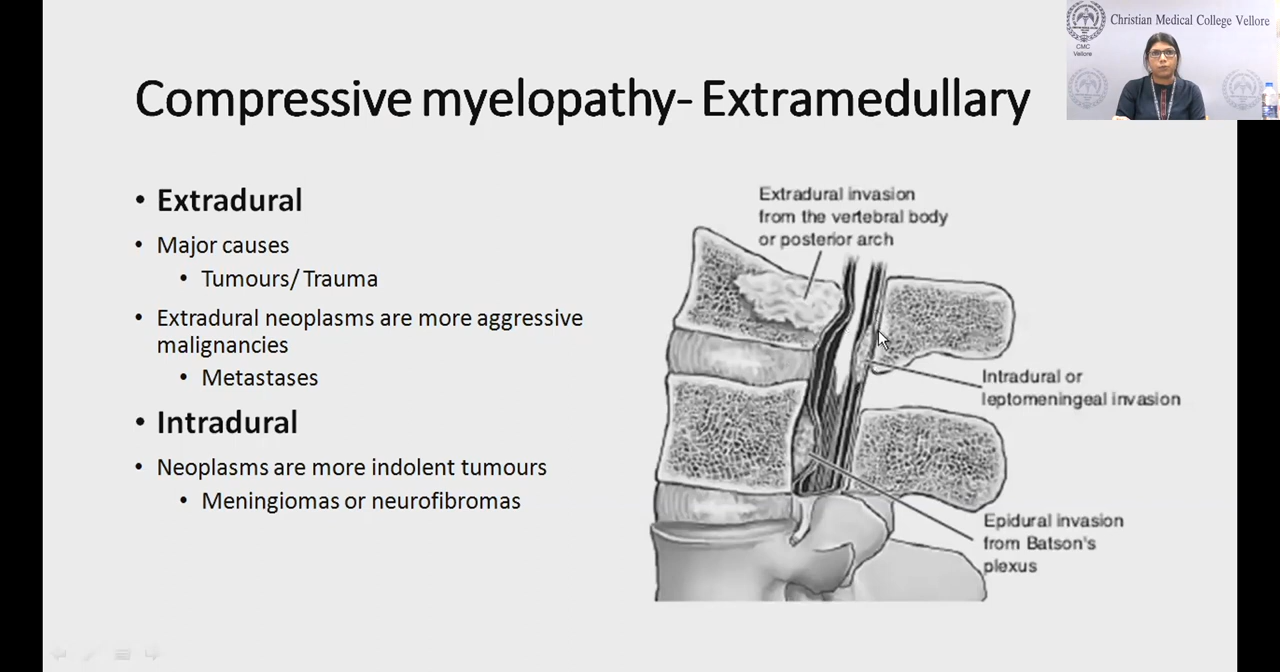 Christian Medical College Vellore
CMC
Vellore
Compressive myelopathy- Extramedullary
• Extradural
• Major causes
• Tumours/ Trauma
• Extradural neoplasms are more aggressive
malignancies
• Metastases
• Intradural
• Neoplasms are more indolent tumours
• Meningiomas or neurofibromas
Extradural invasion
from the vertebral body
or posterior arch
Intradural or
leptomeningeal invasion
Epidural invasion
from Batson's
plexus